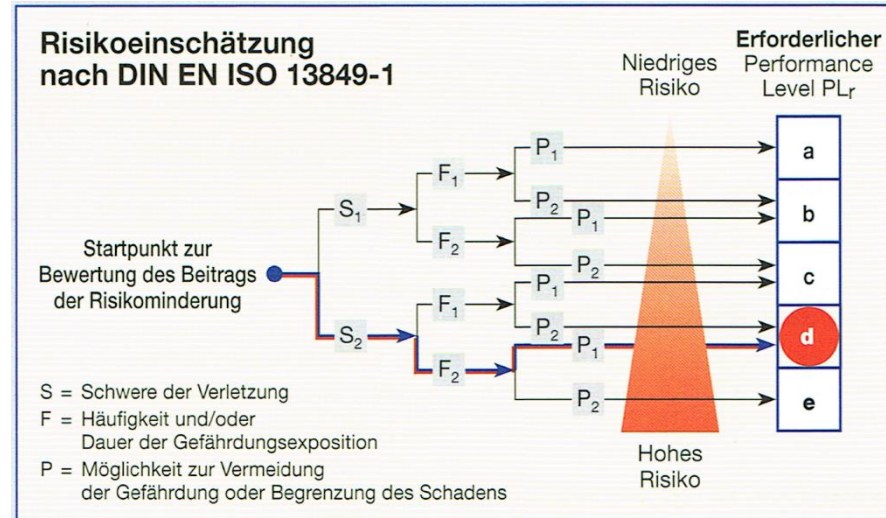 Risikoeinschätzung
nach DIN EN ISO 13849-1
Niedriges
Risiko
Erforderlicher
Performance
Level PLr
P1
a
F1
P2
b
S1
P1
F2
P2
c
Startpunkt zur
Bewertung des Beitrags
der Risikominderung
P1
F1
P2
d
S2
P1
F2
P2
e
S = Schwere der Verletzung
F = Häufigkeit und/oder
Dauer der Gefährdungsexposition
P = Möglichkeit zur Vermeidung
der Gefährdung oder Begrenzung des Schadens
Hohes
Risiko